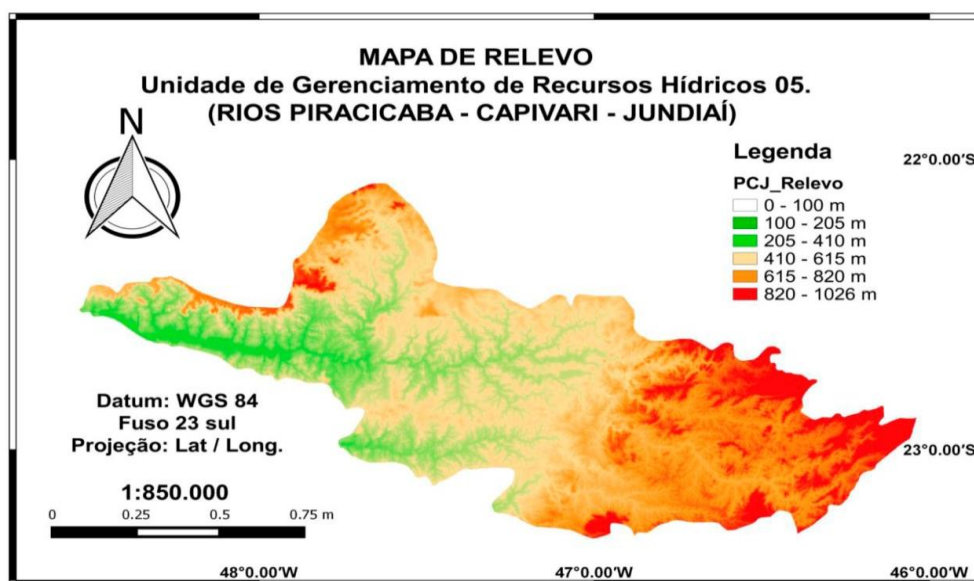 MAPA DE RELEVO
Unidade de Gerenciamento de Recursos Hídricos 05.
(RIOS PIRACICABA - CAPIVARI - JUNDIAÍ)
N
Legenda
PCJ_Relevo
0 - 100 m
100 - 205 m
205 - 410 m
410 - 615 m
615 - 820 m
820 - 1026 m
22°0.00′S
Datum: WGS 84
Fuso 23 sul
Projeção: Lat / Long.
23°0.00′S
1:850.000
0 0.25 0.5 0.75 m
48°0.00′W 47°0.00′W 46°0.00′W